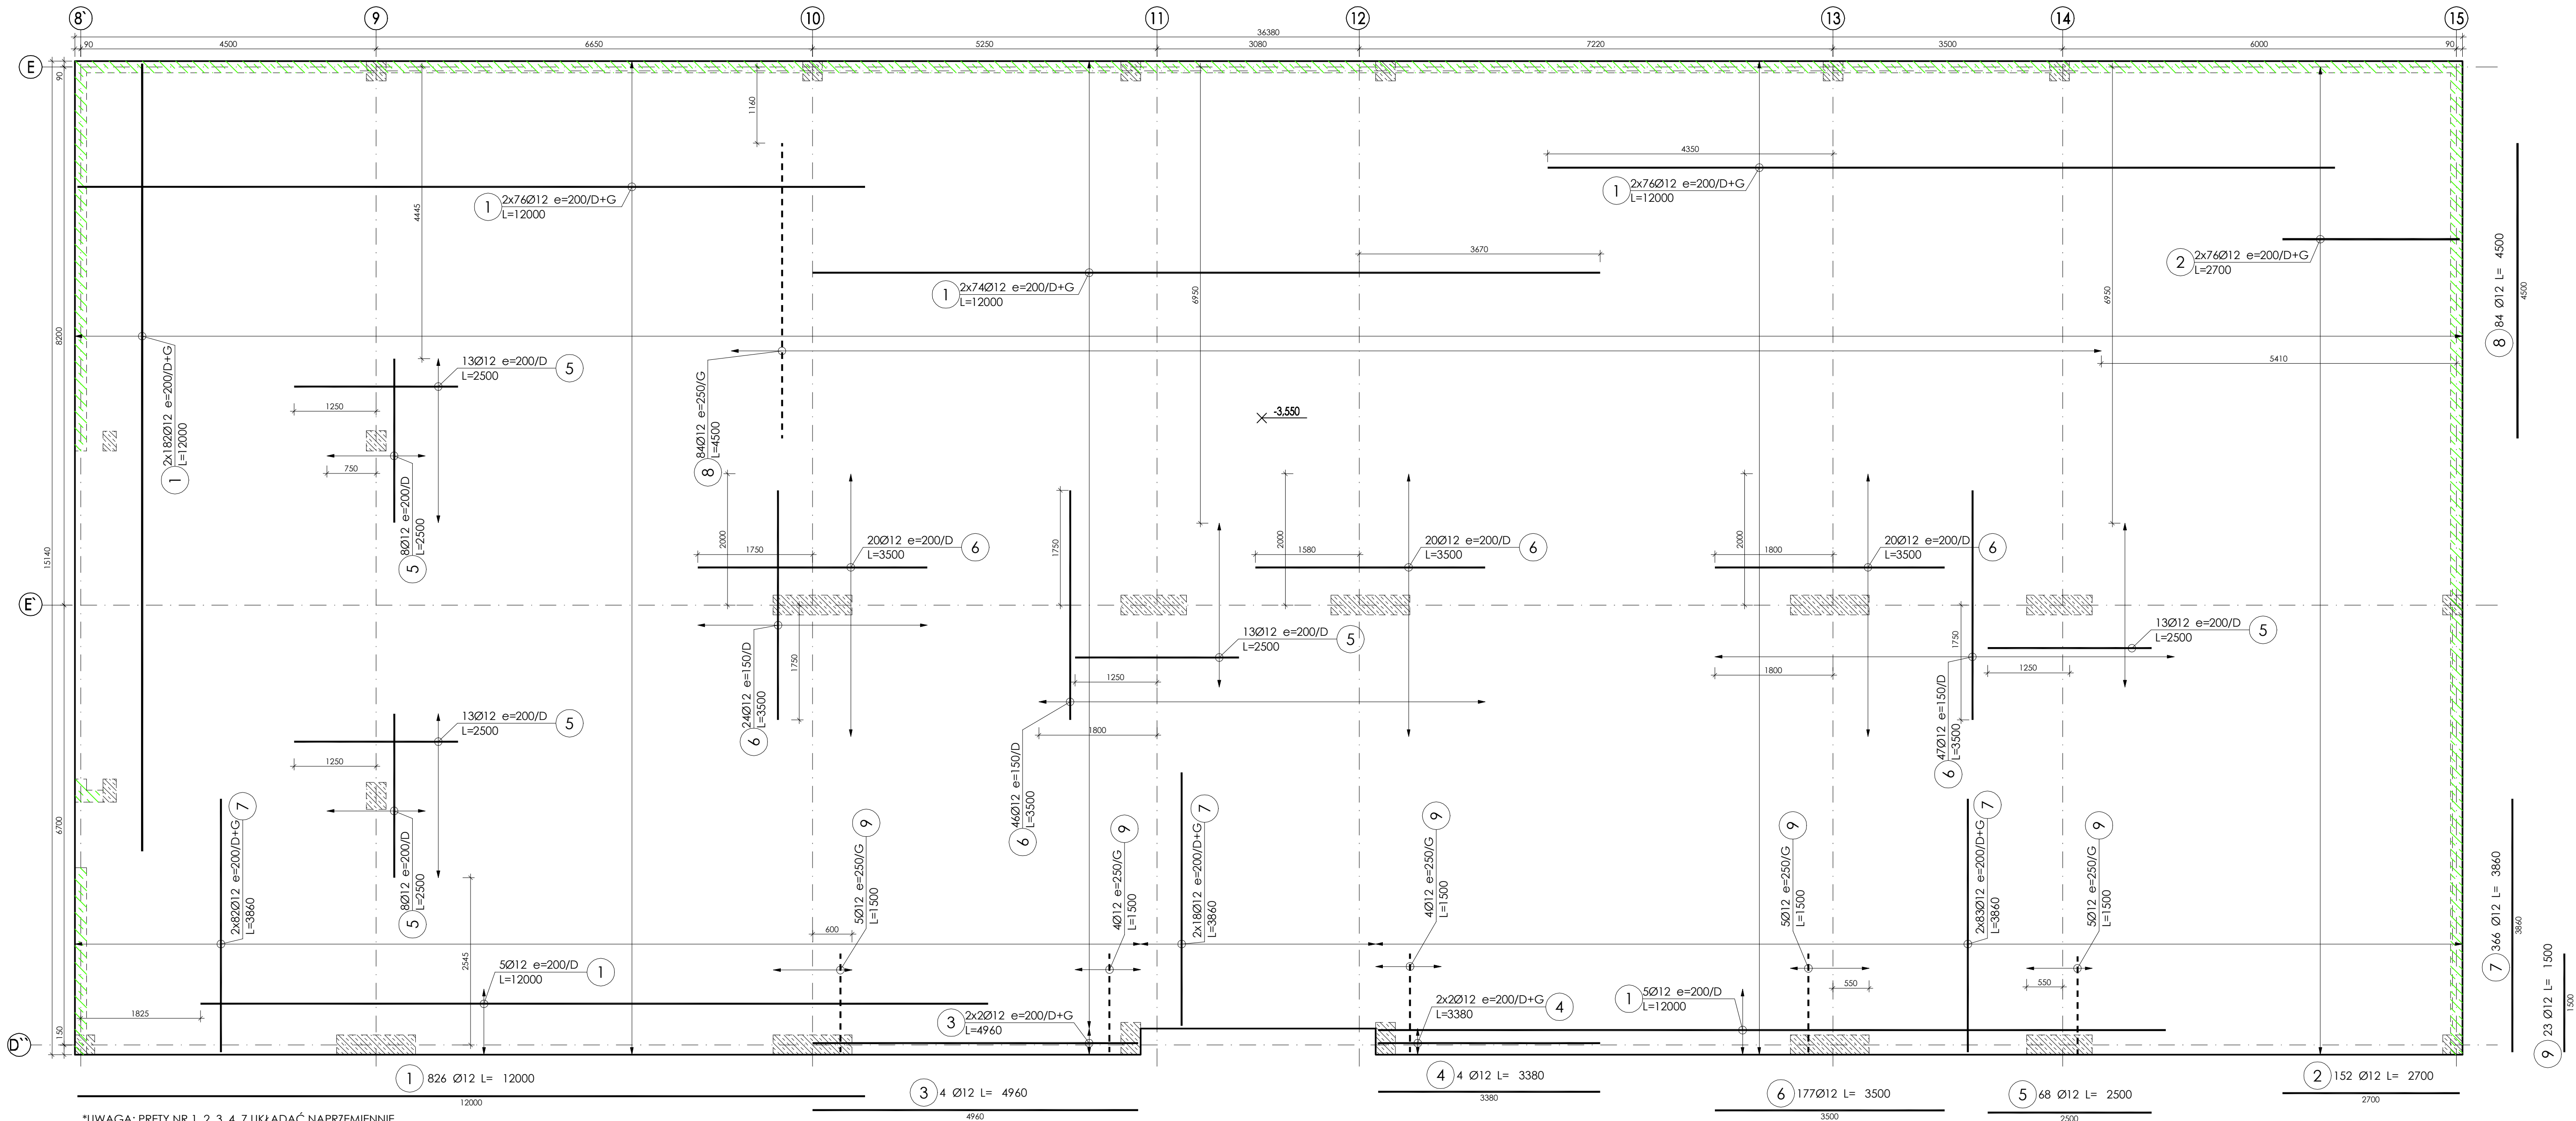 8`
9
10
11
12
13
14
15
36380
90
4500
6650
5250
3080
7220
3500
6000
90
E
90
8200
15140
E`
6700
150
D``
1160
4445
4350
1
2x76Ø12 e=200/D+G
L=12000
1
2x76Ø12 e=200/D+G
L=12000
3670
1
2x74Ø12 e=200/D+G
L=12000
2
2x76Ø12 e=200/D+G
L=2700
6950
6950
5410
8
84 Ø12 L= 4500
4500
1
2x182Ø12 e=200/D+G
L=12000
13Ø12 e=200/D
L=2500
5
1250
750
8Ø12 e=200/D
L=2500
5
8
84Ø12 e=250/G
L=4500
-3,550
2000
1750
20Ø12 e=200/D
L=3500
6
1750
2000
1580
20Ø12 e=200/D
L=3500
6
2000
1800
20Ø12 e=200/D
L=3500
6
1750
24Ø12 e=150/D
L=3500
6
13Ø12 e=200/D
L=2500
5
1250
1800
46Ø12 e=150/D
L=3500
6
1800
1750
13Ø12 e=200/D
L=2500
5
1250
47Ø12 e=150/D
L=3500
6
13Ø12 e=200/D
L=2500
5
1250
8Ø12 e=200/D
L=2500
5
2545
7
2x82Ø12 e=200/D+G
L=3860
9
5Ø12 e=250/G
L=1500
600
9
4Ø12 e=250/G
L=1500
7
2x18Ø12 e=200/D+G
L=3860
9
4Ø12 e=250/G
L=1500
9
5Ø12 e=250/G
L=1500
550
7
2x83Ø12 e=200/D+G
L=3860
9
5Ø12 e=250/G
L=1500
550
7
366 Ø12 L= 3860
3860
9
23 Ø12 L= 1500
1500
5Ø12 e=200/D
L=12000
1
1825
3
2x2Ø12 e=200/D+G
L=4960
2x2Ø12 e=200/D+G
L=3380
4
1
5Ø12 e=200/D
L=12000
1
826 Ø12 L= 12000
12000
3
4 Ø12 L= 4960
4960
4
4 Ø12 L= 3380
3380
6
177Ø12 L= 3500
3500
5
68 Ø12 L= 2500
2500
2
152 Ø12 L= 2700
2700
*UWAGA: PRĘTY NR 1, 2, 3, 4, 7 UKŁADAĆ NAPRZEMIENNIE